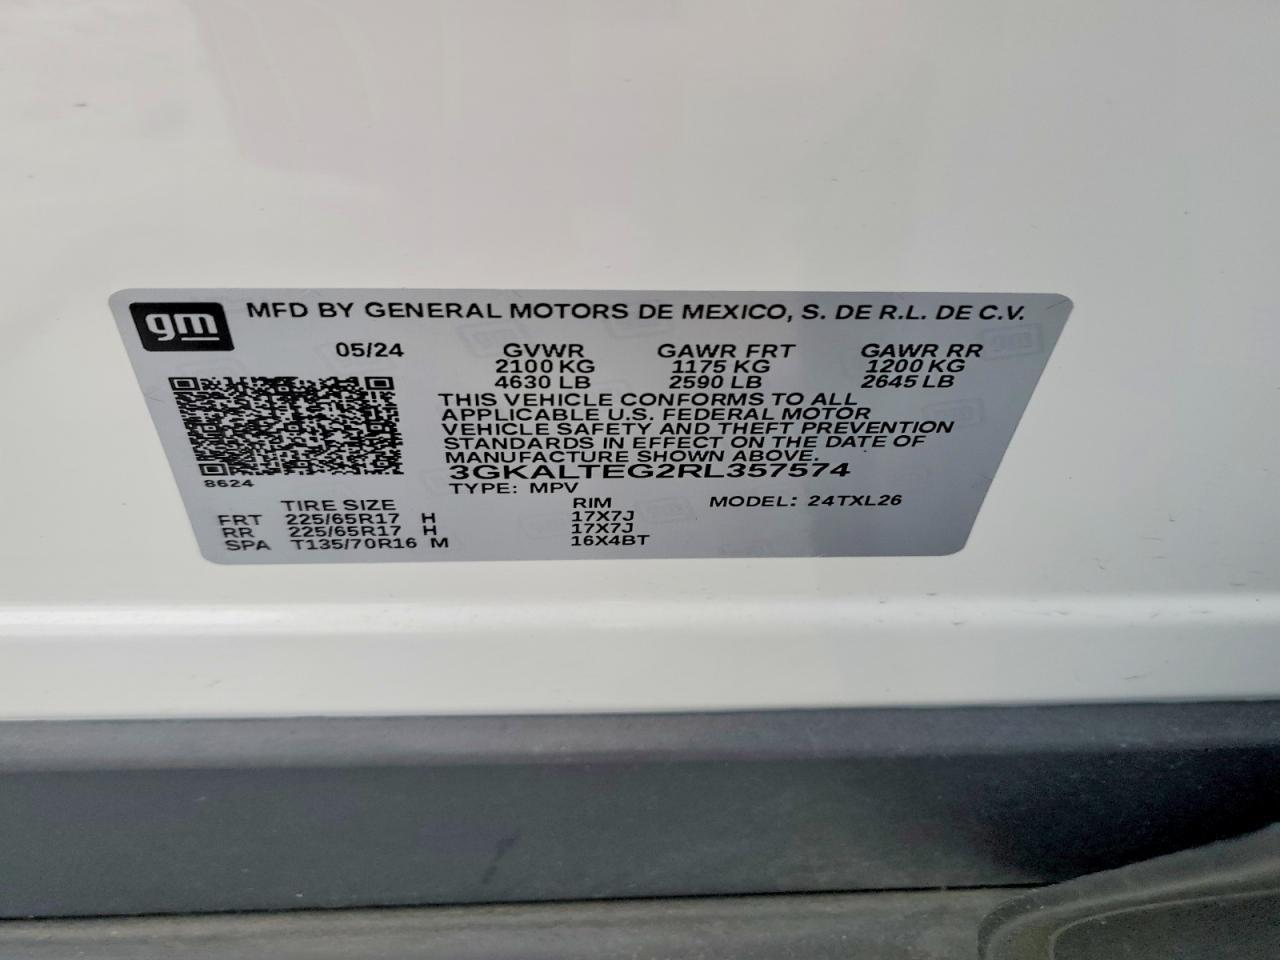 gm MFD BY GENERAL MOTORS DE MEXICO, S. DE R.L. DE C.V.
05/24 GVWR GAWR FRT GAWR RR
2100 KG 1175 KG 1200 KG
4630 LB 2590 LB 2645 LB
THIS VEHICLE CONFORMS TO ALL
APPLICABLE U.S. FEDERAL MOTOR
VEHICLE SAFETY AND THEFT PREVENTION
STANDARDS IN EFFECT ON THE DATE OF
MANUFACTURE SHOWN ABOVE.
3GKALTEG2RL357574
8624
TYPE: MPV
TIRE SIZE RIM MODEL: 24TXL26
FRT 225/65R17 H 17X7J
RR 225/65R17 H 17X7J
SPA T135/70R16 M 16X4BT